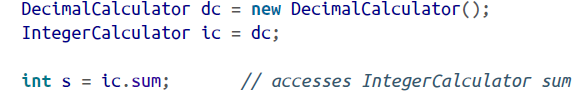 DecimalCalculator dc = new DecimalCalculator();
IntegerCalculator ic = dc;
int s = ic.sum; // accesses IntegerCalculator sum